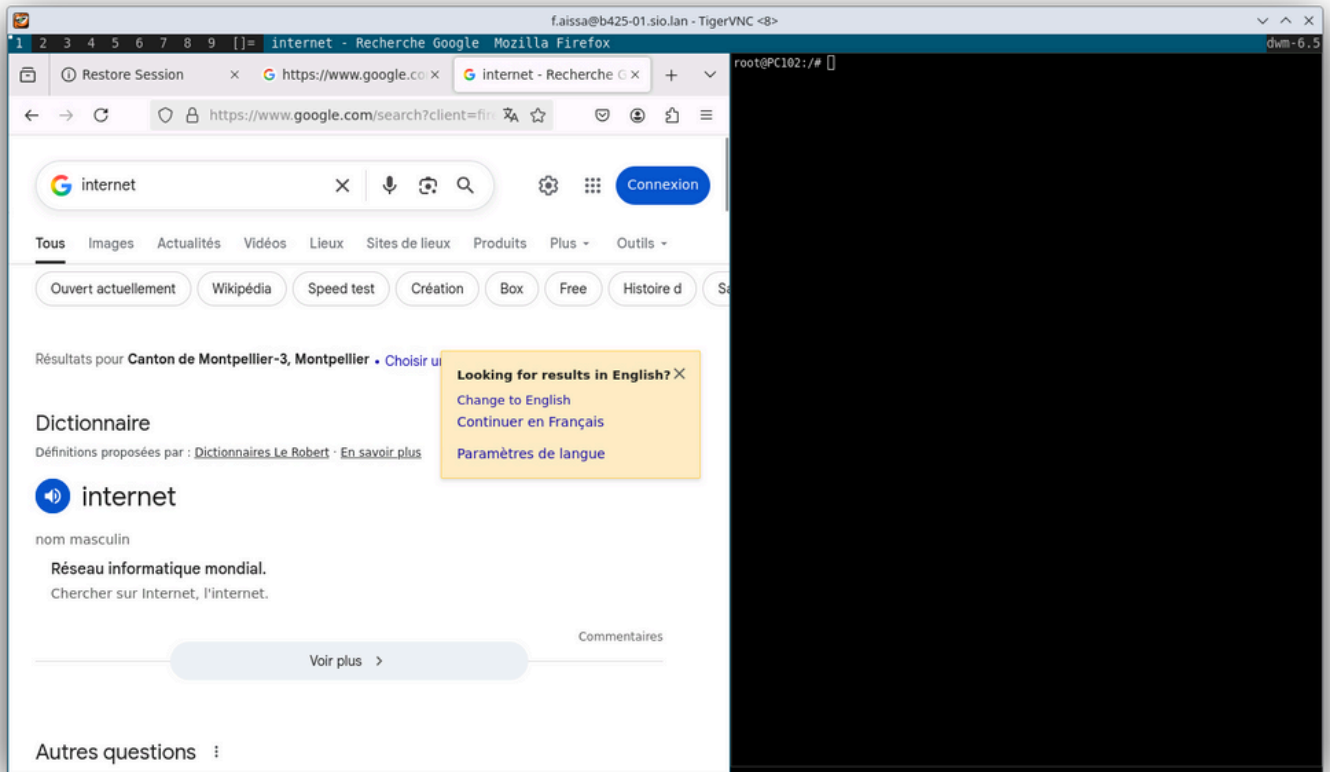 f.aissa@b425-01.sio.lan - TigerVNC <8>
1 2 3 4 5 6 7 8 9 []= internet - Recherche Google Mozilla Firefox dwm-6.5
Restore Session × https://www.google.co × internet - Recherche G ×
root@PC102:/#
https://www.google.com/search?client=fir
internet
Connexion
Tous Images Actualités Vidéos Lieux Sites de lieux Produits Plus Outils
Ouvert actuellement Wikipédia Speed test Création Box Free Histoire d Sa
Résultats pour Canton de Montpellier-3, Montpellier • Choisir un
Looking for results in English?
Change to English
Continuer en Français
Paramètres de langue
Dictionnaire
Définitions proposées par : Dictionnaires Le Robert · En savoir plus
internet
nom masculin
Réseau informatique mondial.
Chercher sur Internet, l'internet.
Commentaires
Voir plus >
Autres questions